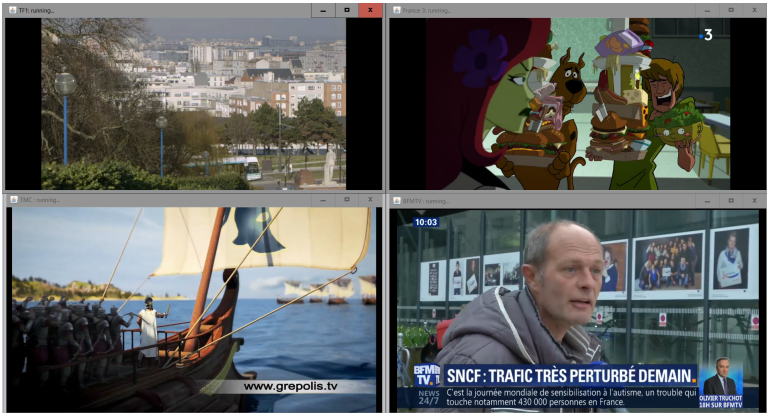 TF1: running...
France 3: running...
3
TMC : running...
www.grepolis.tv
BFMTV : running...
10:03
BFM
TV.
SNCF : TRAFIC TRÈS PERTURBÉ DEMAIN.
NEWS
24/7
C'est la journée mondiale de sensibilisation à l'autisme, un trouble qui
touche notamment 430 000 personnes en France.
OLIVIER TRUCHOT
18H SUR BFMTV